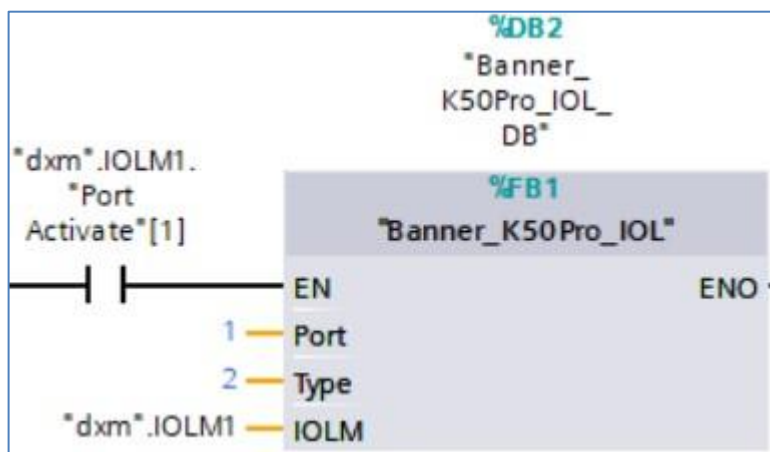 %DB2
"Banner_
K50Pro_IOL_
DB"
"dxm".IOLM1.
"Port
Activate"[1]
%FB1
"Banner_K50Pro_IOL"
EN ENO
1 Port
2 Type
"dxm".IOLM1 IOLM